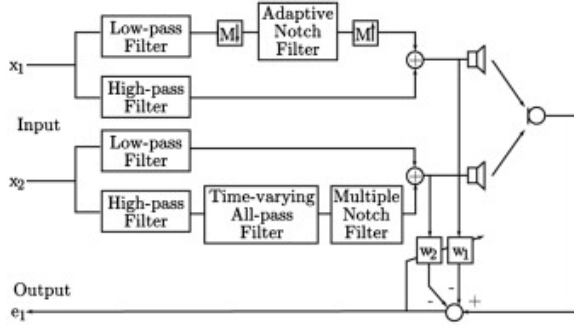 Low-pass
Filter
M↓
Adaptive
Notch
Filter
M↑
x₁
High-pass
Filter
Input
Low-pass
Filter
x₂
High-pass
Filter
Time-varying
All-pass
Filter
Multiple
Notch
Filter
w₂
w₁
Output
- - +
e₁